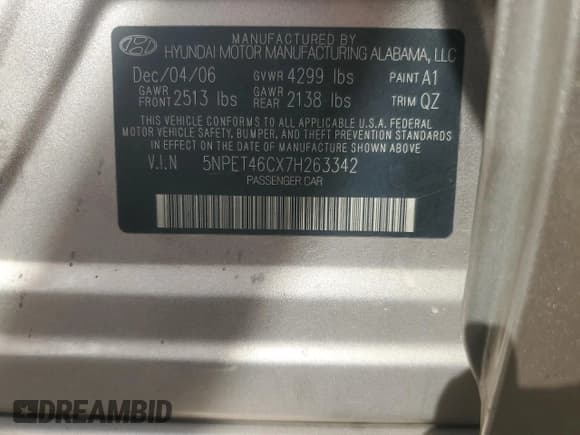 MANUFACTURED BY
HYUNDAI MOTOR MANUFACTURING ALABAMA, LLC
Dec/04/06 GVWR 4299 lbs PAINT A1
GAWR FRONT 2513 lbs GAWR REAR 2138 lbs TRIM QZ
THIS VEHICLE CONFORMS TO ALL APPLICABLE U.S.A. FEDERAL
MOTOR VEHICLE SAFETY, BUMPER, AND THEFT PREVENTION STANDARDS
IN EFFECT ON THE DATE OF MANUFACTURE SHOWN ABOVE
V.I.N 5NPET46CX7H263342
PASSENGER CAR
DREAMBID